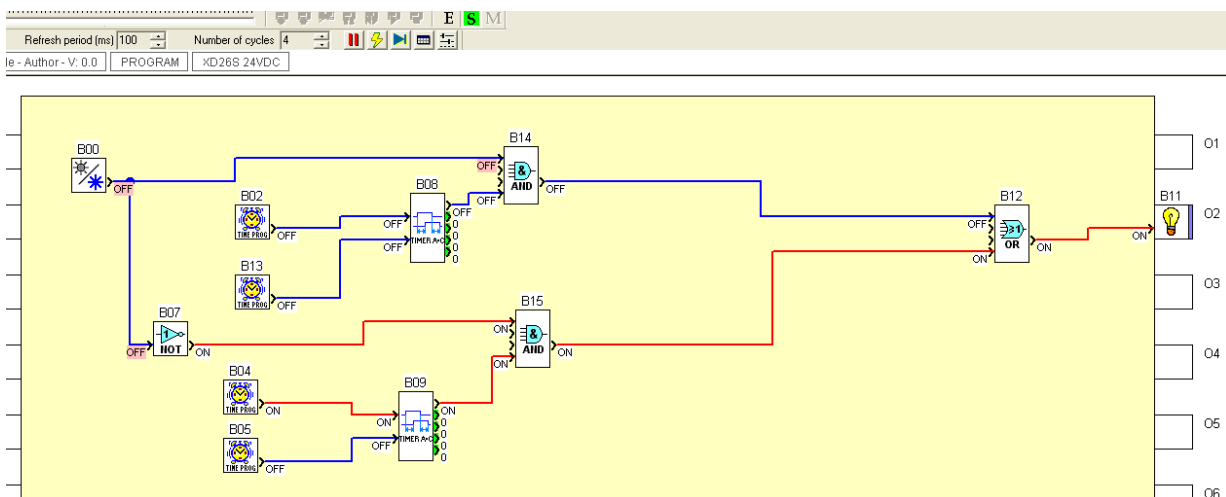 E S M
Refresh period (ms) 100 Number of cycles 4
le - Author - V: 0.0 PROGRAM XD26S 24VDC
B14
O1
B00
OFF
&
AND
OFF
OFF
OFF
B08
B12
B11
B02
OFF
O2
TIME PROG
OFF
OFF
0
0
0
0
OFF
TIMER A>C
OFF
≥1
OR
ON
ON
ON
B13
TIME PROG
OFF
O3
B15
B07
1
NOT
OFF
ON
ON
&
AND
ON
ON
O4
B04
B09
TIME PROG
ON
ON
ON
0
0
0
0
O5
B05
OFF
TIMER A>C
TIME PROG
OFF
O6